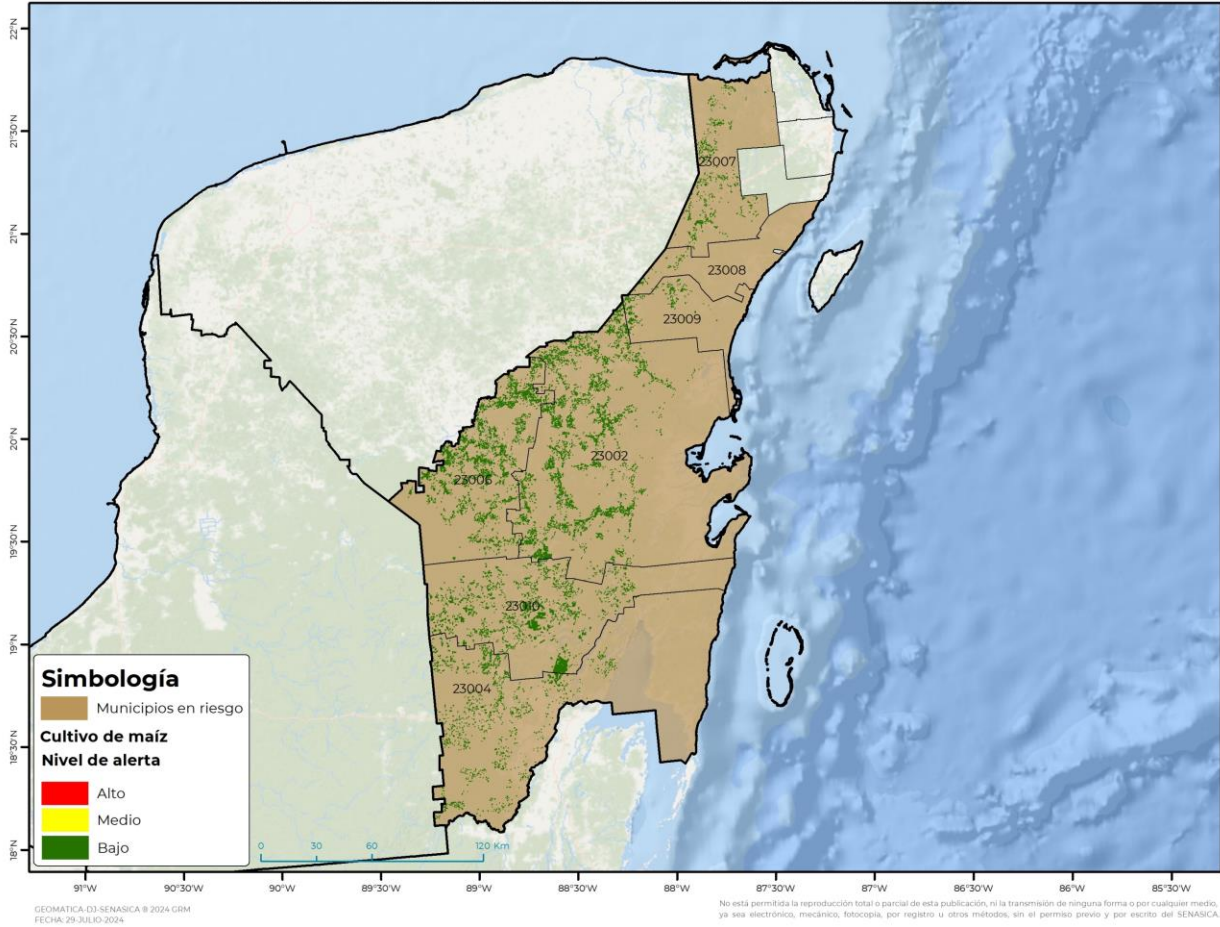 22°N
21°30'N
21°N
20°30'N
20°N
19°30'N
19°N
18°30'N
18°N
23007
23008
23009
23002
23006
23010
23004
Simbología
Municipios en riesgo
Cultivo de maíz
Nivel de alerta
Alto
Medio
Bajo
0 30 60 120 Km
91°W 90°30'W 90°W 89°30'W 89°W 88°30'W 88°W 87°30'W 87°W 86°30'W 86°W 85°30'W
GEOMÁTICA-DJ-SENASICA ® 2024 GRM
FECHA: 29-JULIO-2024
No está permitida la reproducción total o parcial de esta publicación, ni la transmisión de ninguna forma o por cualquier medio,
ya sea electrónico, mecánico, fotocopia, por registro u otros métodos, sin el permiso previo y por escrito del SENASICA.